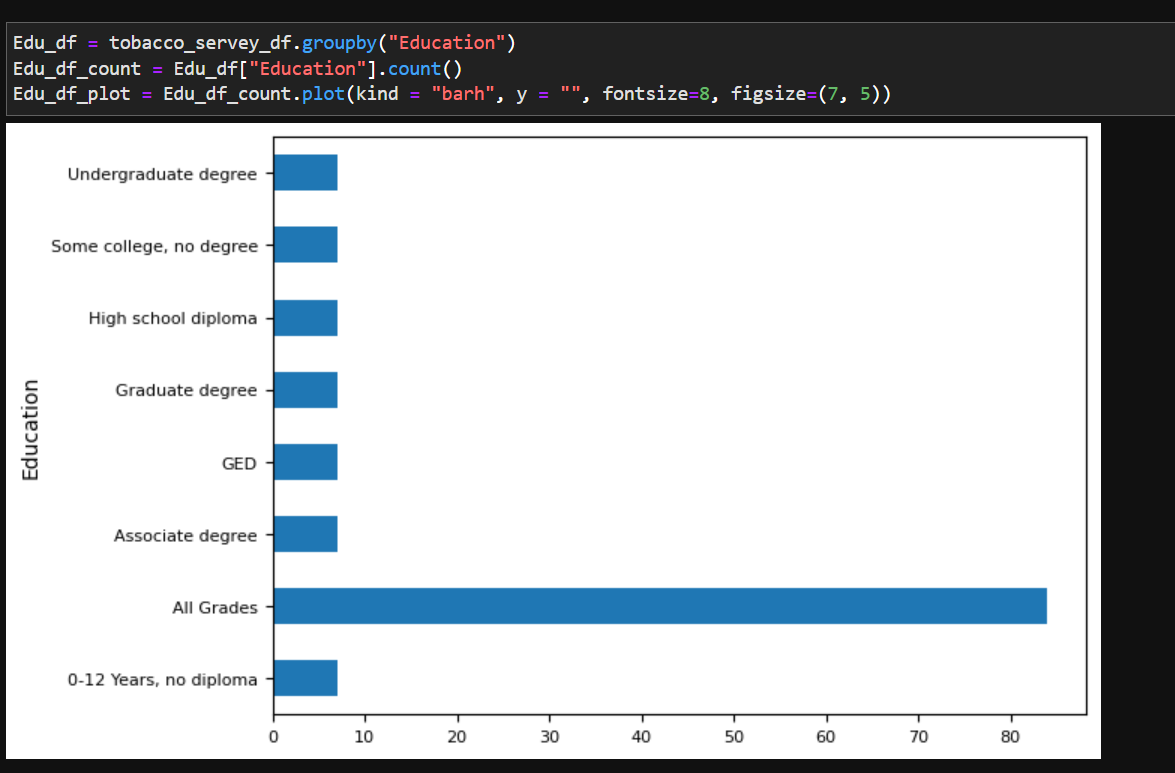 Edu_df = tobacco_servey_df.groupby("Education")
Edu_df_count = Edu_df["Education"].count()
Edu_df_plot = Edu_df_count.plot(kind = "barh", y = "", fontsize=8, figsize=(7, 5))
Undergraduate degree
Some college, no degree
High school diploma
Graduate degree
Education
GED
Associate degree
All Grades
0-12 Years, no diploma
0 10 20 30 40 50 60 70 80